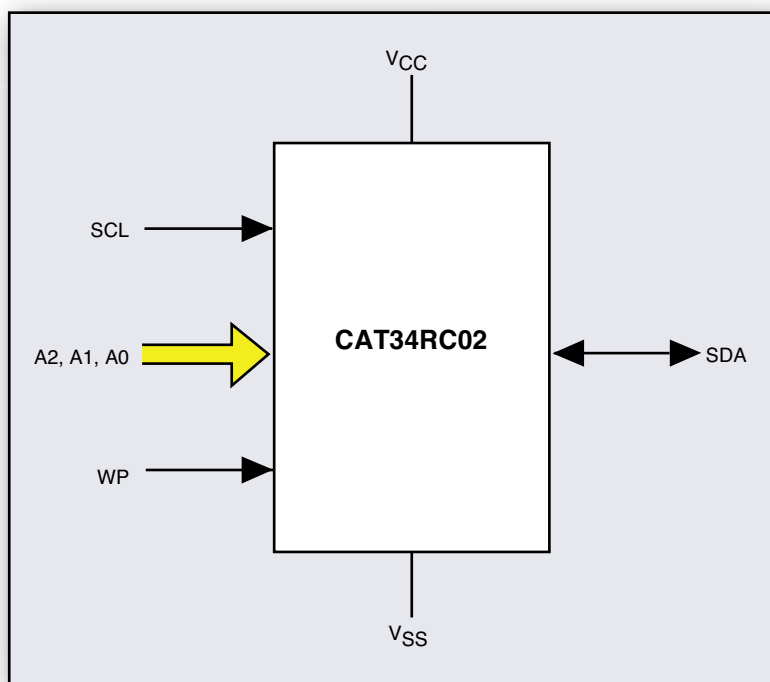 VCC
SCL
CAT34RC02
A2, A1, A0
SDA
WP
VSS